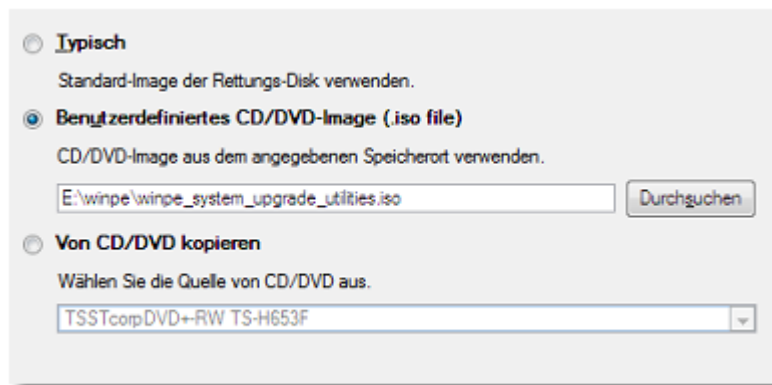 Typisch
Standard-Image der Rettungs-Disk verwenden.
Benutzerdefiniertes CD/DVD-Image (.iso file)
CD/DVD-Image aus dem angegebenen Speicherort verwenden.
E:\winpe\winpe_system_upgrade_utilities.iso Durchsuchen
Von CD/DVD kopieren
Wählen Sie die Quelle von CD/DVD aus.
TSSTcorpDVD+-RW TS-H653F